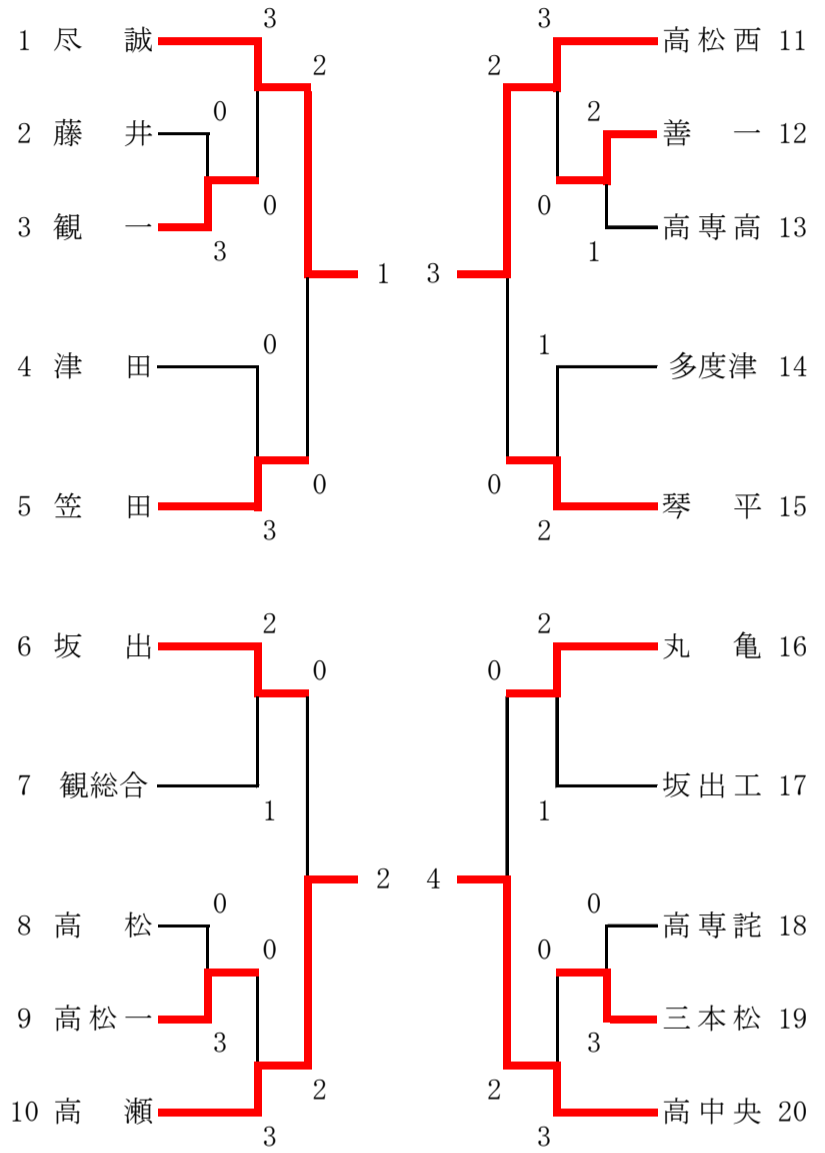 3 3
1 尽 誠 高松西 11
2 2
0 2
2 藤 井 善 一 12
0 0
3 観 一 高専高 13
3 1
1 3
0 1
4 津 田 多度津 14
0 0
5 笠 田 琴 平 15
3 2
2 2
6 坂 出 丸 亀 16
0 0
7 観総合 坂出工 17
1 1
2 4
0 0
8 高 松 高専詫 18
0 0
9 高松一 三本松 19
3 3
2 2
10 高 瀬 高中央 20
3 3